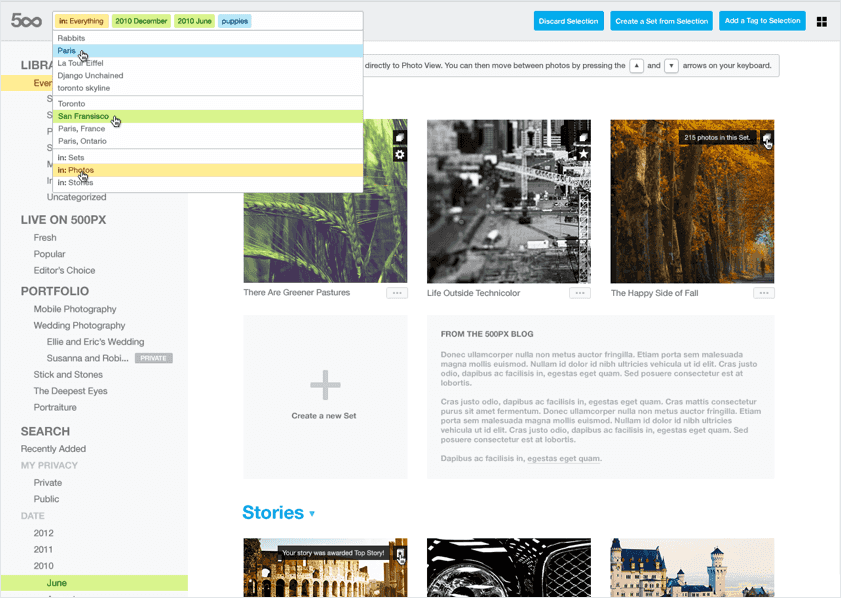 500
in: Everything 2010 December 2010 June puppies
Discard Selection Create a Set from Selection Add a Tag to Selection
Rabbits
Paris
La Tour Eiffel
Django Unchained
toronto skyline
Toronto
San Fransisco
Paris, France
Paris, Ontario
in: Sets
in: Photos
in: Stories
directly to Photo View. You can then move between photos by pressing the ▲ and ▼ arrows on your keyboard.
Uncategorized
LIVE ON 500PX
Fresh
Popular
Editor's Choice
PORTFOLIO
Mobile Photography
Wedding Photography
Ellie and Eric's Wedding
Susanna and Robi... PRIVATE
Stick and Stones
The Deepest Eyes
Portraiture
SEARCH
Recently Added
MY PRIVACY
Private
Public
DATE
2012
2011
2010
June
215 photos in this Set.
There Are Greener Pastures
Life Outside Technicolor
The Happy Side of Fall
Create a new Set
FROM THE 500PX BLOG
Donec ullamcorper nulla non metus auctor fringilla. Etiam porta sem malesuada
magna mollis euismod. Nullam id dolor id nibh ultricies vehicula ut id elit. Cras justo
odio, dapibus ac facilisis in, egestas eget quam. Sed posuere consectetur est at
lobortis.
Cras justo odio, dapibus ac facilisis in, egestas eget quam. Cras mattis consectetur
purus sit amet fermentum. Donec ullamcorper nulla non metus auctor fringilla. Etiam
porta sem malesuada magna mollis euismod. Nullam id dolor id nibh ultricies
vehicula ut id elit. Cras justo odio, dapibus ac facilisis in, egestas eget quam. Sed
posuere consectetur est at lobortis.
Dapibus ac facilisis in, egestas eget quam.
Stories ▼
Your story was awarded Top Story!